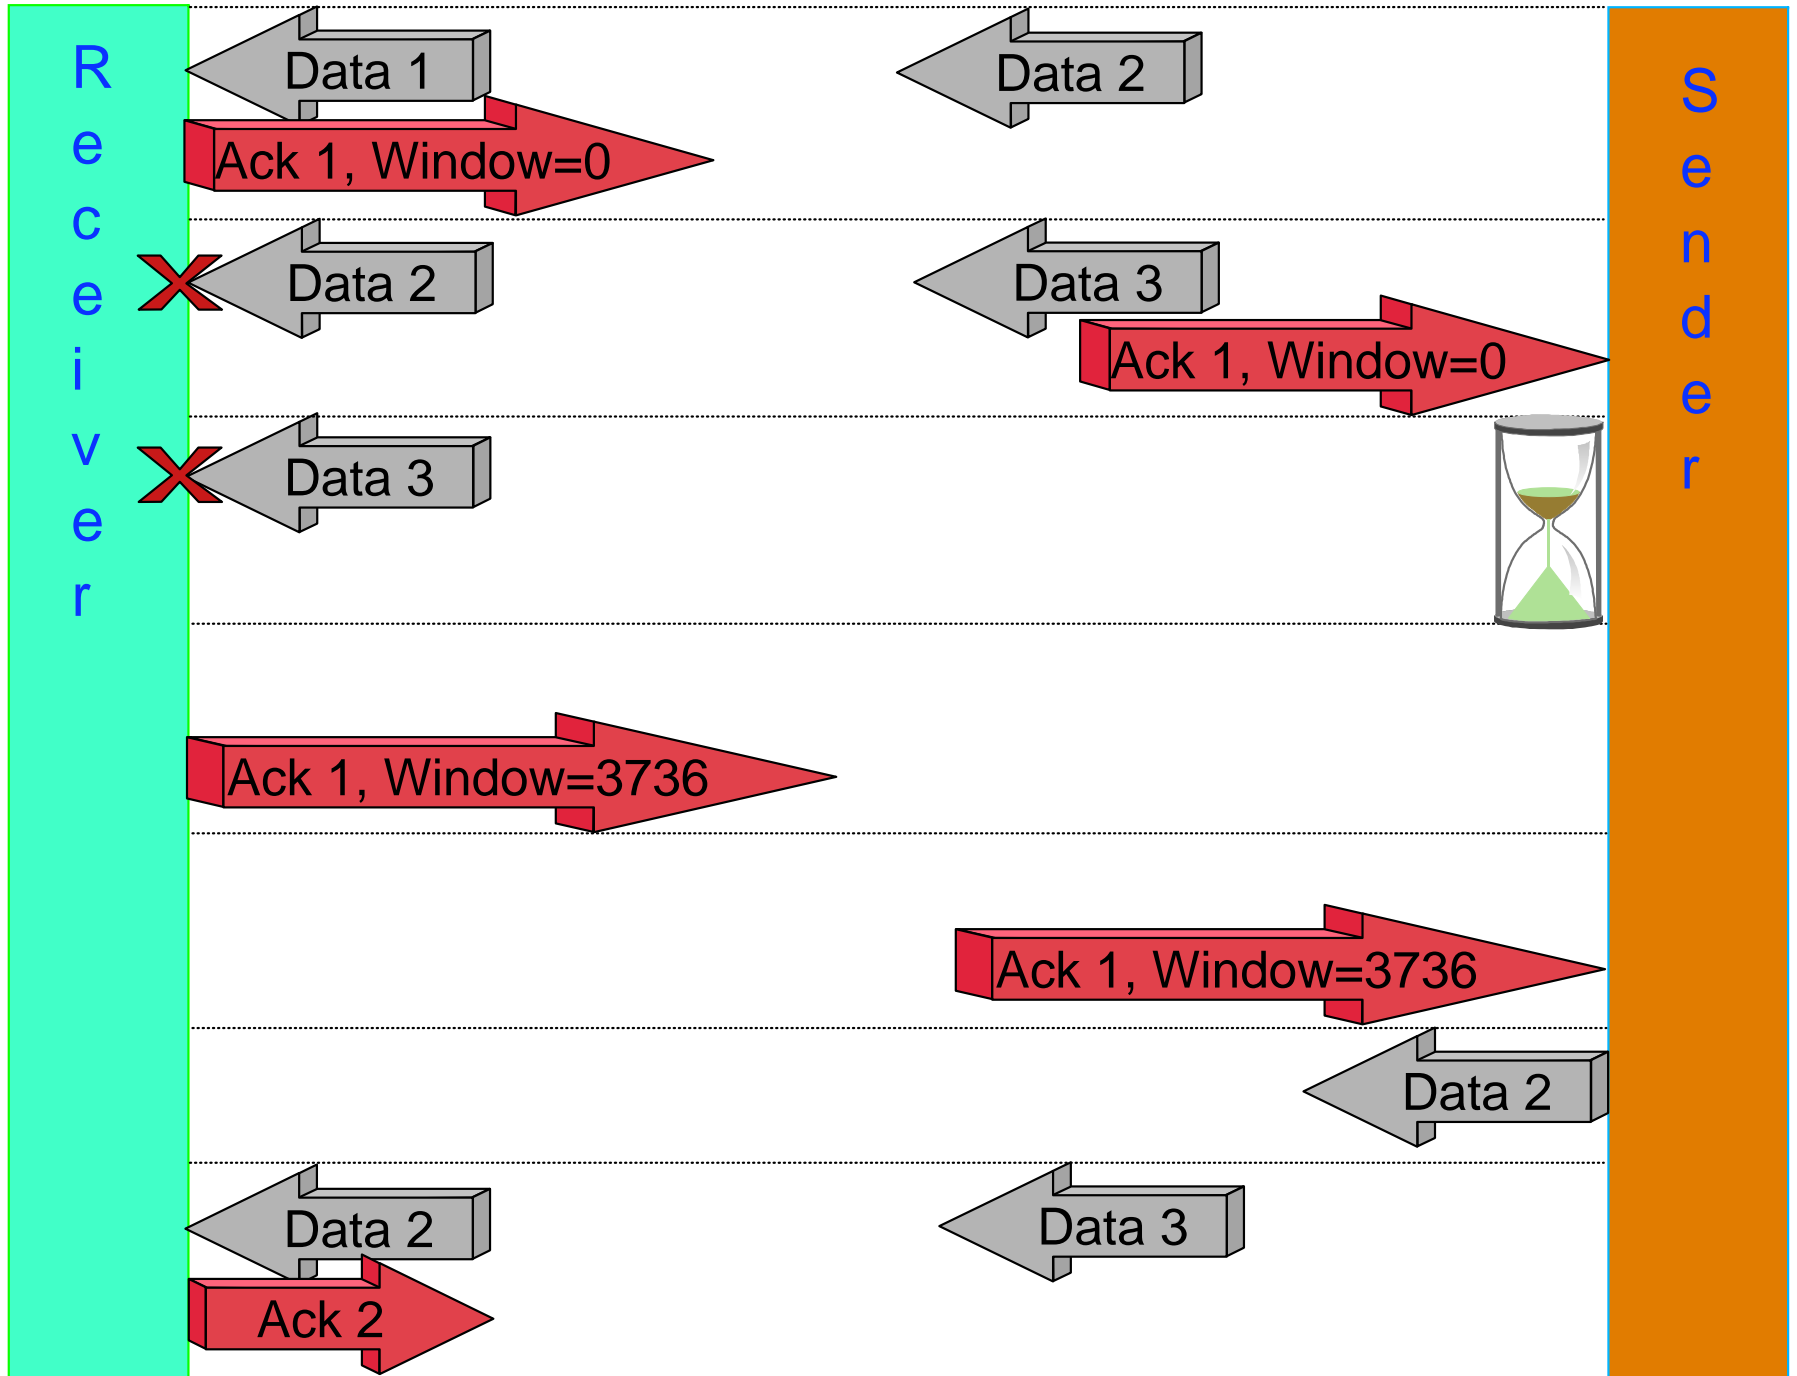 Receiver
Sender
Data 1
Data 2
Ack 1, Window=0
Data 2
Data 3
Ack 1, Window=0
Data 3
Ack 1, Window=3736
Ack 1, Window=3736
Data 2
Data 2
Data 3
Ack 2